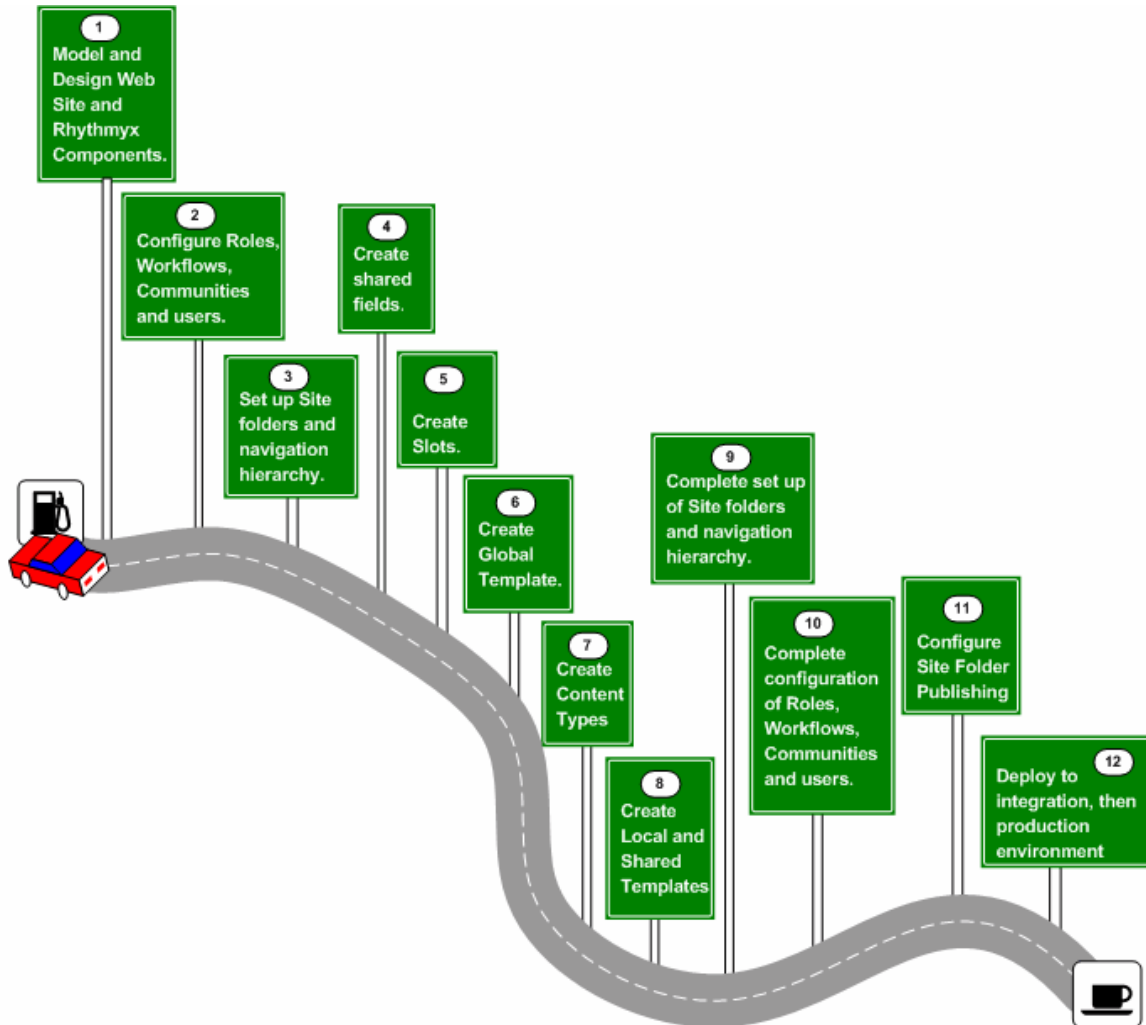 1
Model and
Design Web
Site and
Rhythmyx
Components.
2
Configure Roles,
Workflows,
Communities
and users.
3
Set up Site
folders and
navigation
hierarchy.
4
Create
shared
fields.
5
Create
Slots.
6
Create
Global
Template.
7
Create
Content
Types
8
Create
Local and
Shared
Templates
9
Complete set up
of Site folders
and navigation
hierarchy.
10
Complete
configuration
of Roles,
Workflows,
Communities
and users.
11
Configure
Site Folder
Publishing
12
Deploy to
integration, then
production
environment